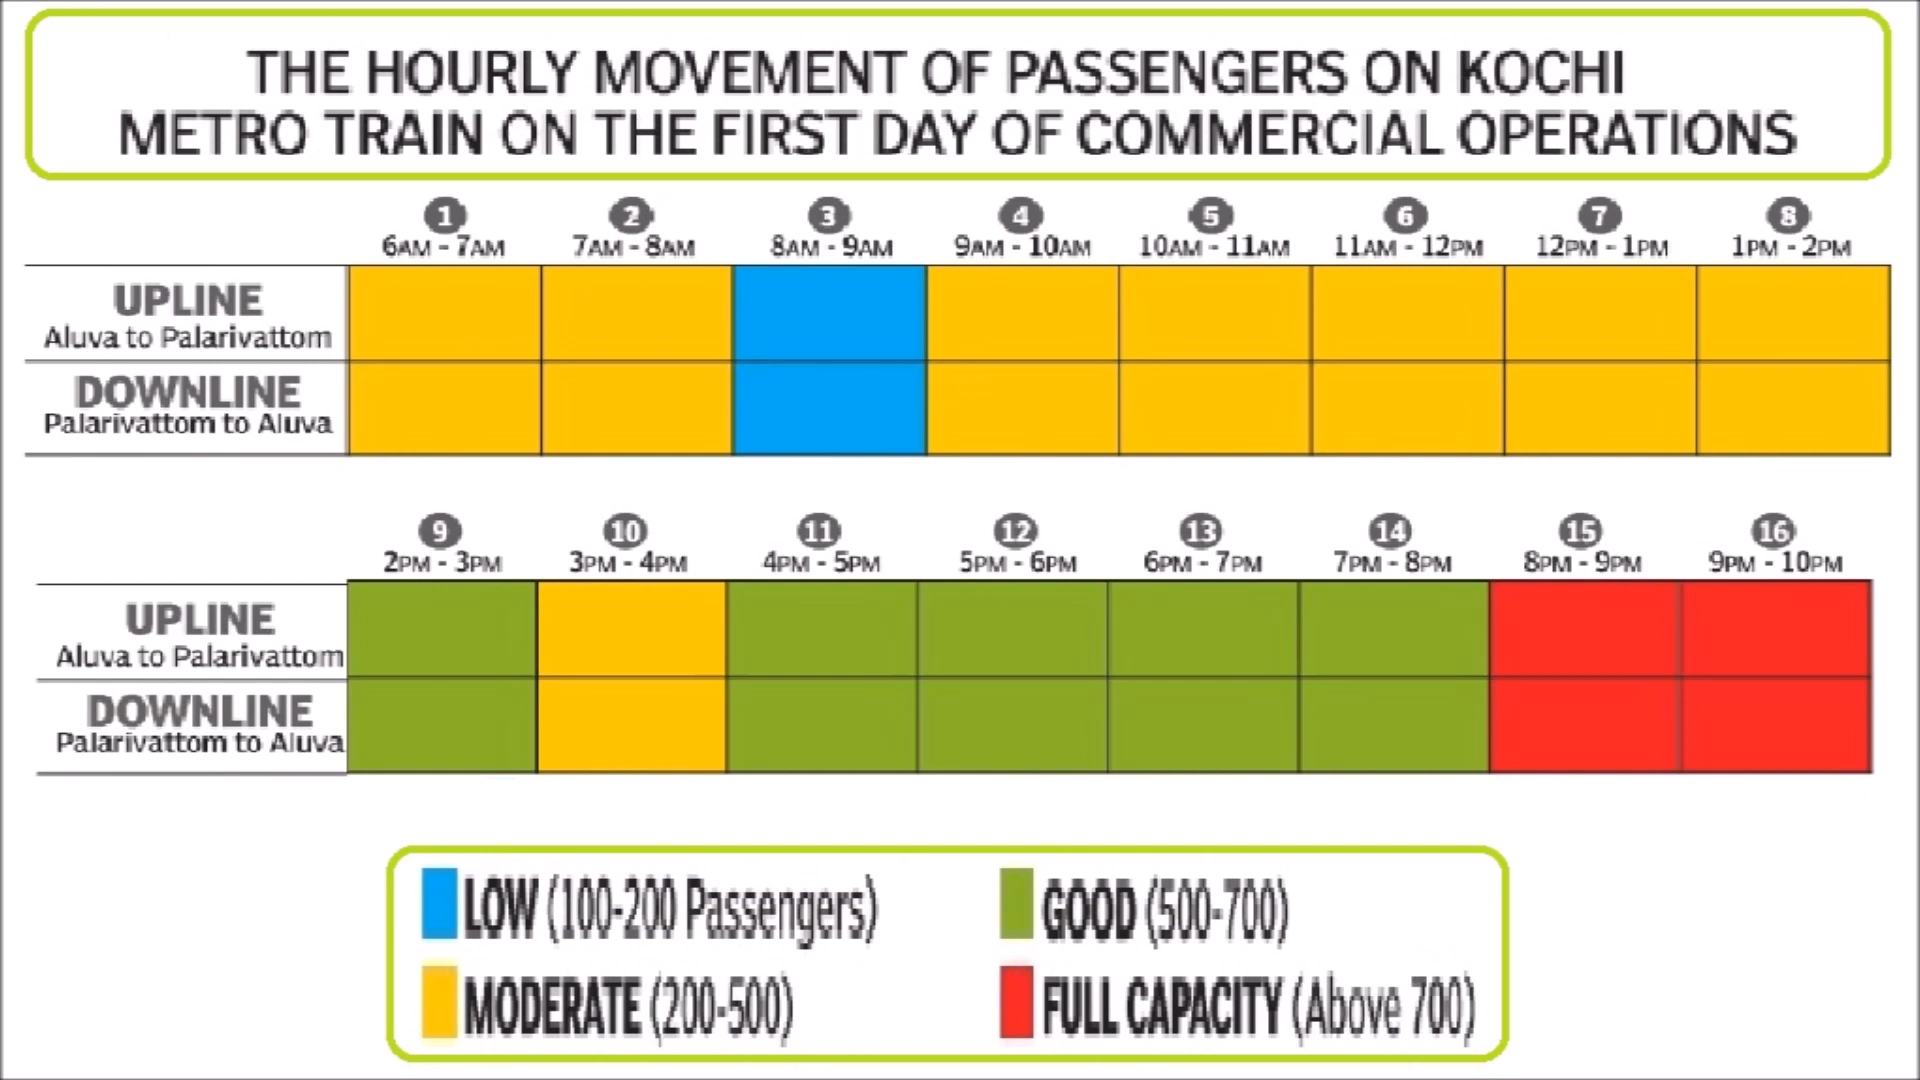 THE HOURLY MOVEMENT OF PASSENGERS ON KOCHI
METRO TRAIN ON THE FIRST DAY OF COMMERCIAL OPERATIONS
1 2 3 4 5 6 7 8
6AM - 7AM 7AM - 8AM 8AM - 9AM 9AM - 10AM 10AM - 11AM 11AM - 12PM 12PM - 1PM 1PM - 2PM
UPLINE
Aluva to Palarivattom
DOWNLINE
Palarivattom to Aluva
9 10 11 12 13 14 15 16
2PM - 3PM 3PM - 4PM 4PM - 5PM 5PM - 6PM 6PM - 7PM 7PM - 8PM 8PM - 9PM 9PM - 10PM
UPLINE
Aluva to Palarivattom
DOWNLINE
Palarivattom to Aluva
LOW (100-200 Passengers) GOOD (500-700)
MODERATE (200-500) FULL CAPACITY (Above 700)